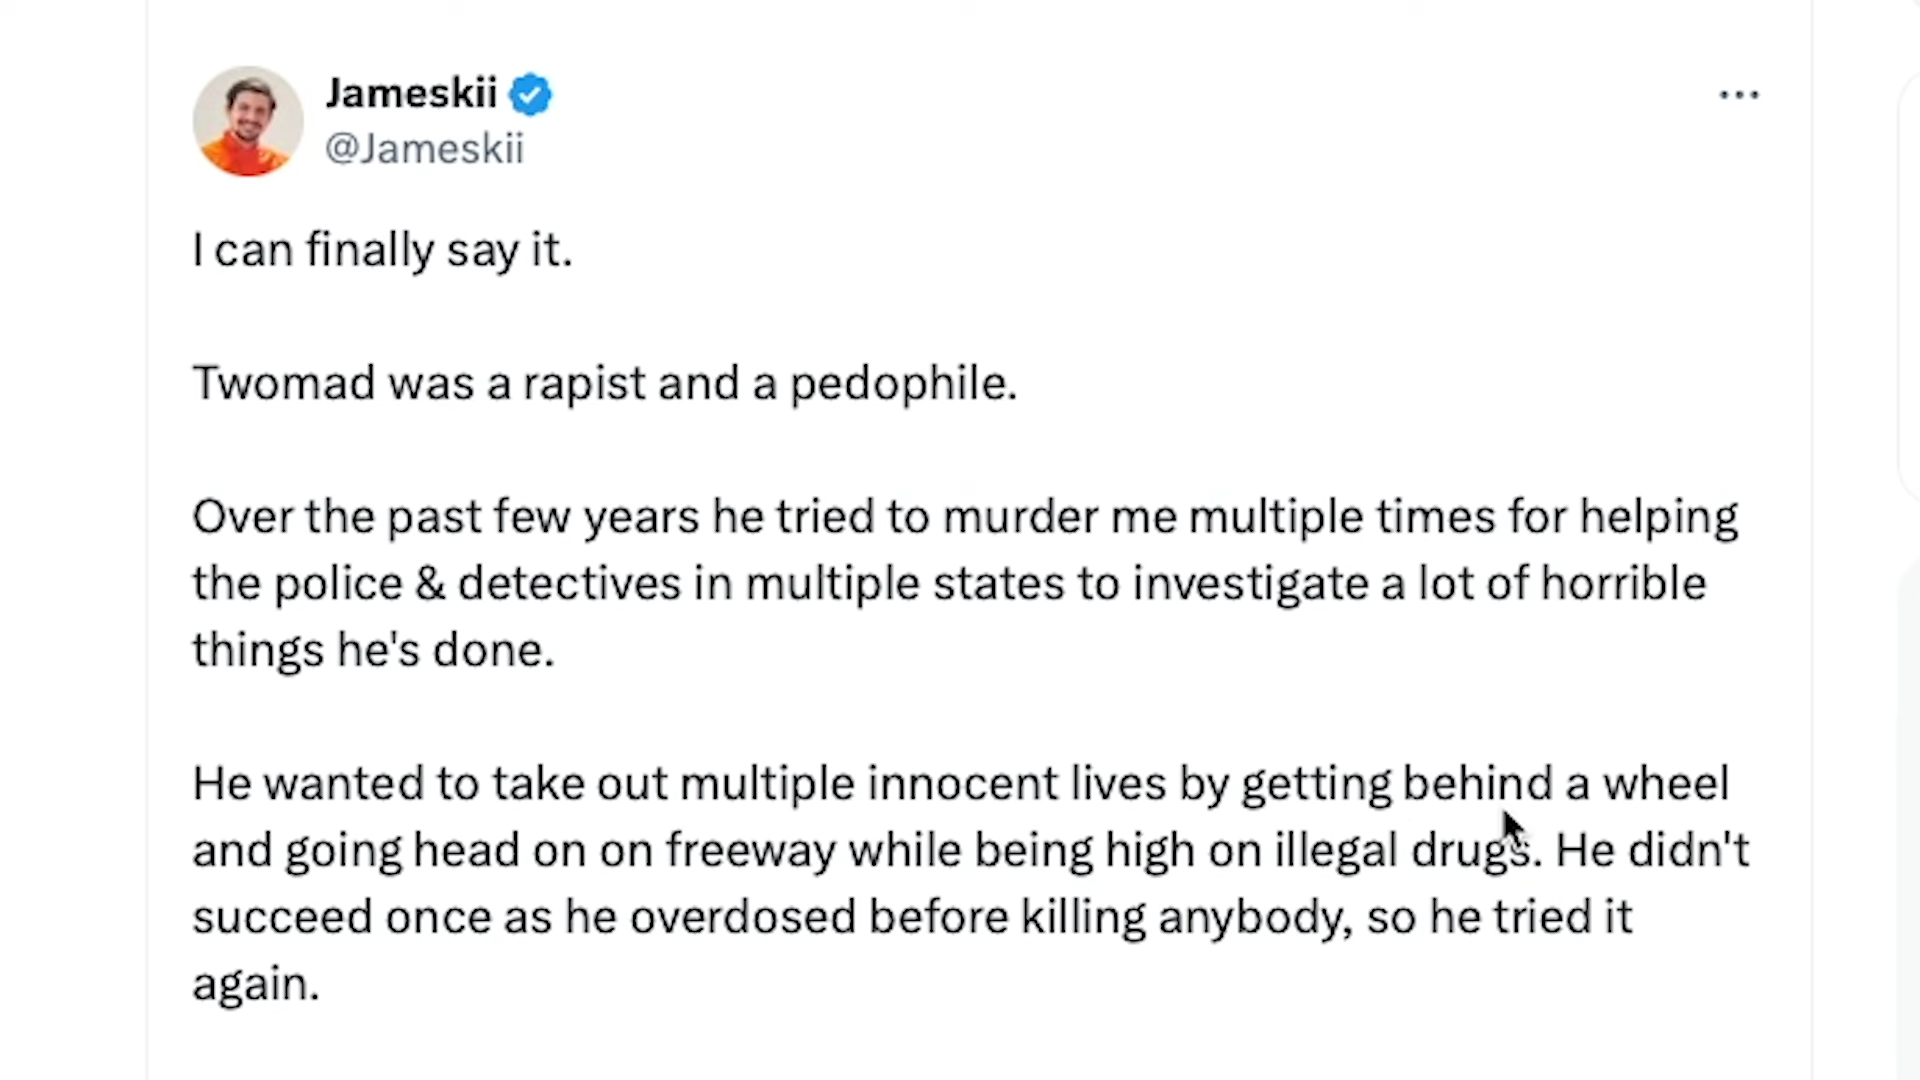 Jameskii
@Jameskii
I can finally say it.
Twomad was a rapist and a pedophile.
Over the past few years he tried to murder me multiple times for helping
the police & detectives in multiple states to investigate a lot of horrible
things he's done.
He wanted to take out multiple innocent lives by getting behind a wheel
and going head on on freeway while being high on illegal drugs. He didn't
succeed once as he overdosed before killing anybody, so he tried it
again.